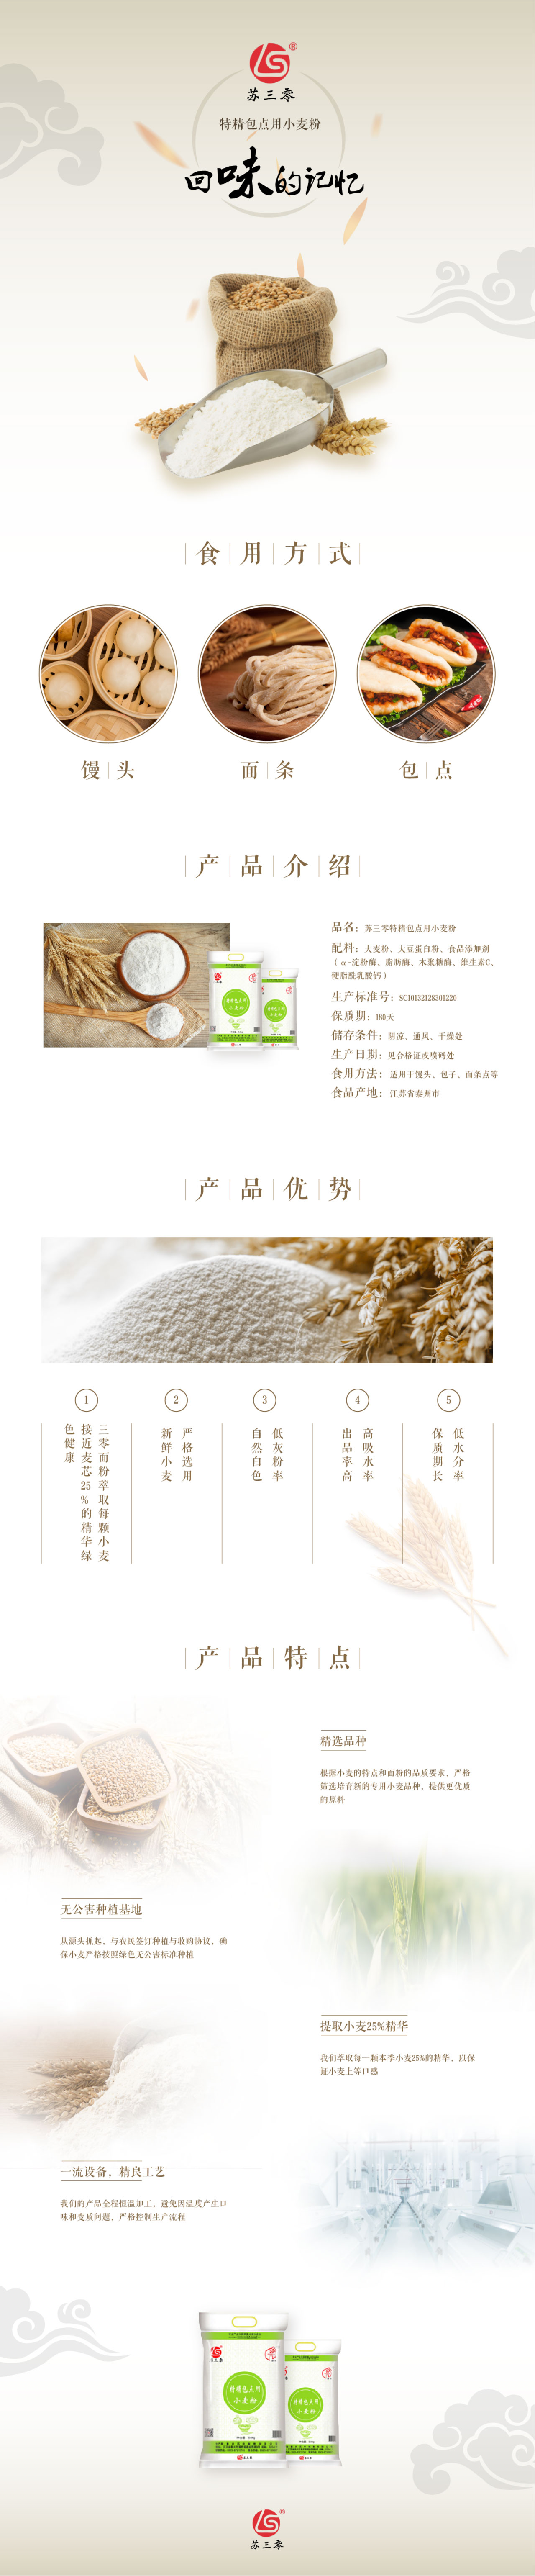 ®
苏三零
特精包点用小麦粉
回味的记忆
食用方式
馒头
面条
包点
产品介绍
品名：苏三零特精包点用小麦粉
配料：大麦粉、大豆蛋白粉、食品添加剂
（α-淀粉酶、脂肪酶、木聚糖酶、维生素C、
硬脂酰乳酸钙）
生产标准号：SC10132128301220
保质期：180天
储存条件：阴凉、通风、干燥处
生产日期：见合格证或喷码处
食用方法：适用于馒头、包子、面条点等
食品产地：江苏省泰州市
产品优势
1
三零面粉萃取每颗小麦
接近麦芯25%的精华绿
色健康
2
严格选用
新鲜小麦
3
低灰粉率
自然白色
4
高吸水率
出品率高
5
低水分率
保质期长
产品特点
精选品种
根据小麦的特点和面粉的品质要求，严格
筛选培育新的专用小麦品种，提供更优质
的原料
无公害种植基地
从源头抓起，与农民签订种植与收购协议，确
保小麦严格按照绿色无公害标准种植
提取小麦25%精华
我们萃取每一颗本季小麦25%的精华，以保
证小麦上等口感
一流设备，精良工艺
我们的产品全程恒温加工，避免因温度产生口
味和变质问题，严格控制生产流程
特精包点用
小麦粉
特精包点用
小麦粉
®
苏三零